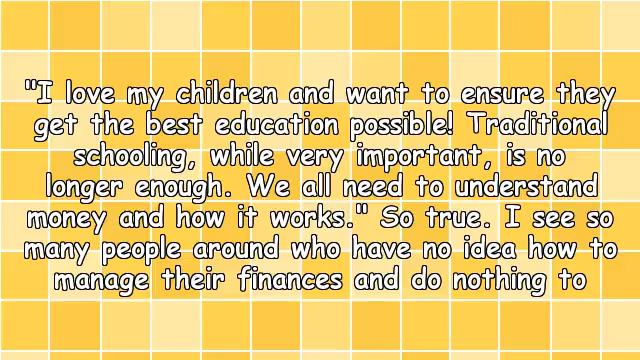 "I love my children and want to ensure they
get the best education possible! Traditional
schooling, while very important, is no
longer enough. We all need to understand
money and how it works." So true. I see so
many people around who have no idea how to
manage their finances and do nothing to